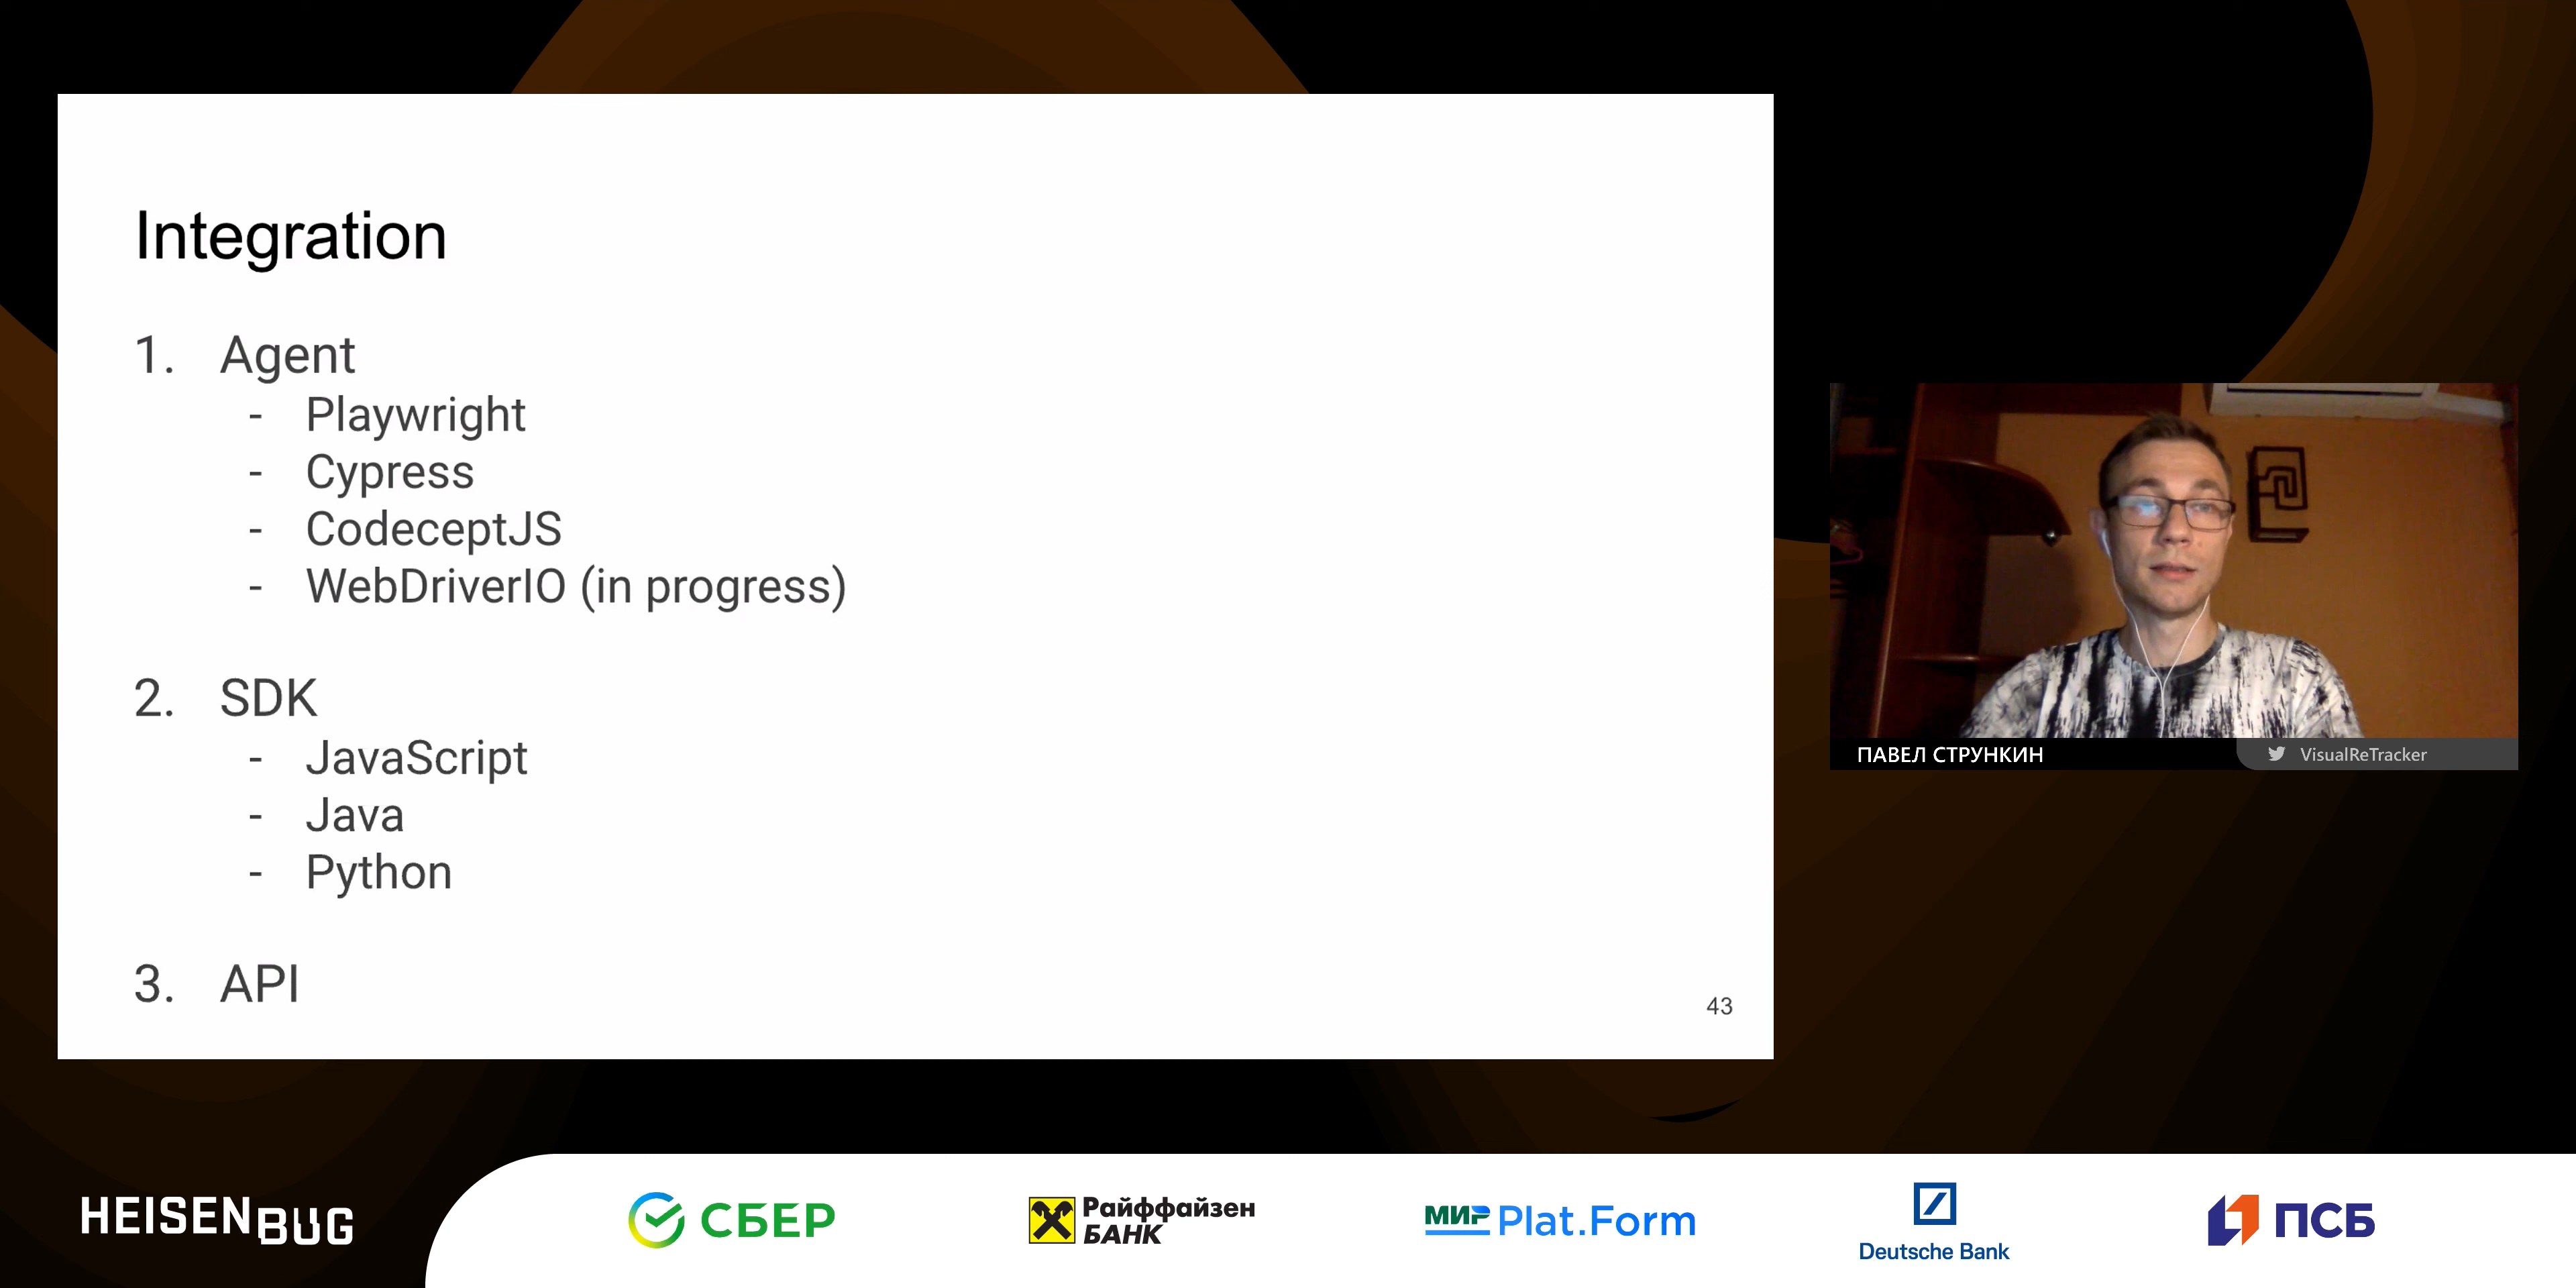 Integration
1. Agent
- Playwright
- Cypress
- CodeceptJS
- WebDriverIO (in progress)
2. SDK
- JavaScript
- Java
- Python
3. API
43
ПАВЕЛ СТРУНКИН
VisualReTracker
HEISENBUG
СБЕР
Райффайзен
БАНК
МИР Plat.Form
Deutsche Bank
ПСБ